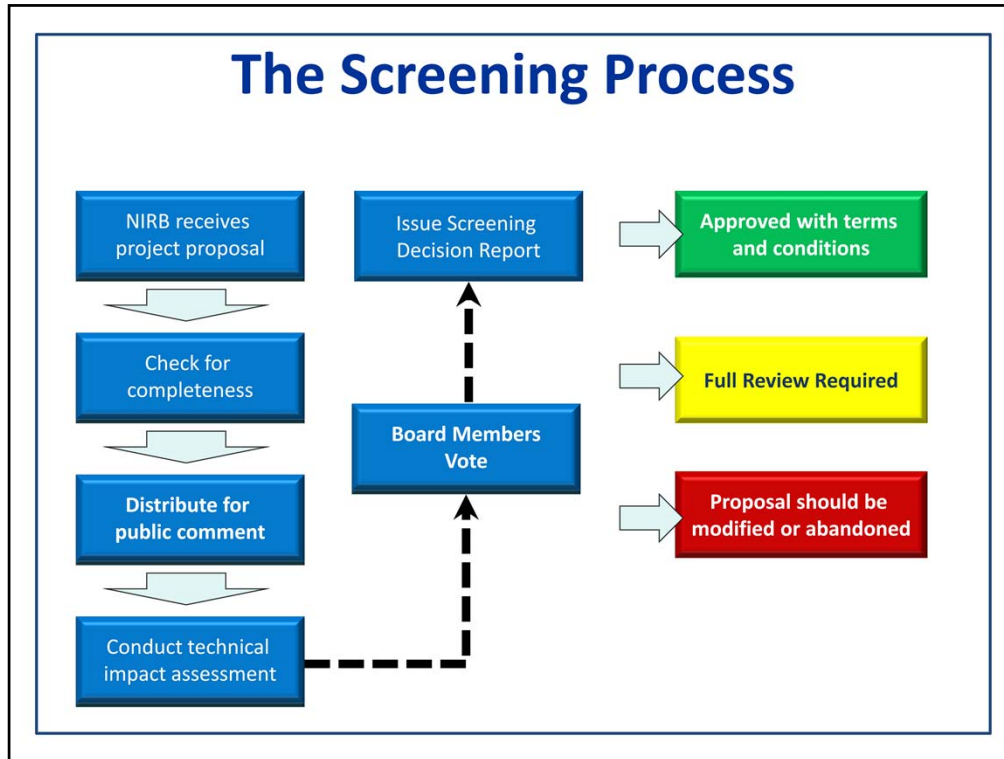 The Screening Process
NIRB receives
project proposal
Check for
completeness
Distribute for
public comment
Conduct technical
impact assessment
Board Members
Vote
Issue Screening
Decision Report
Approved with terms
and conditions
Full Review Required
Proposal should be
modified or abandoned